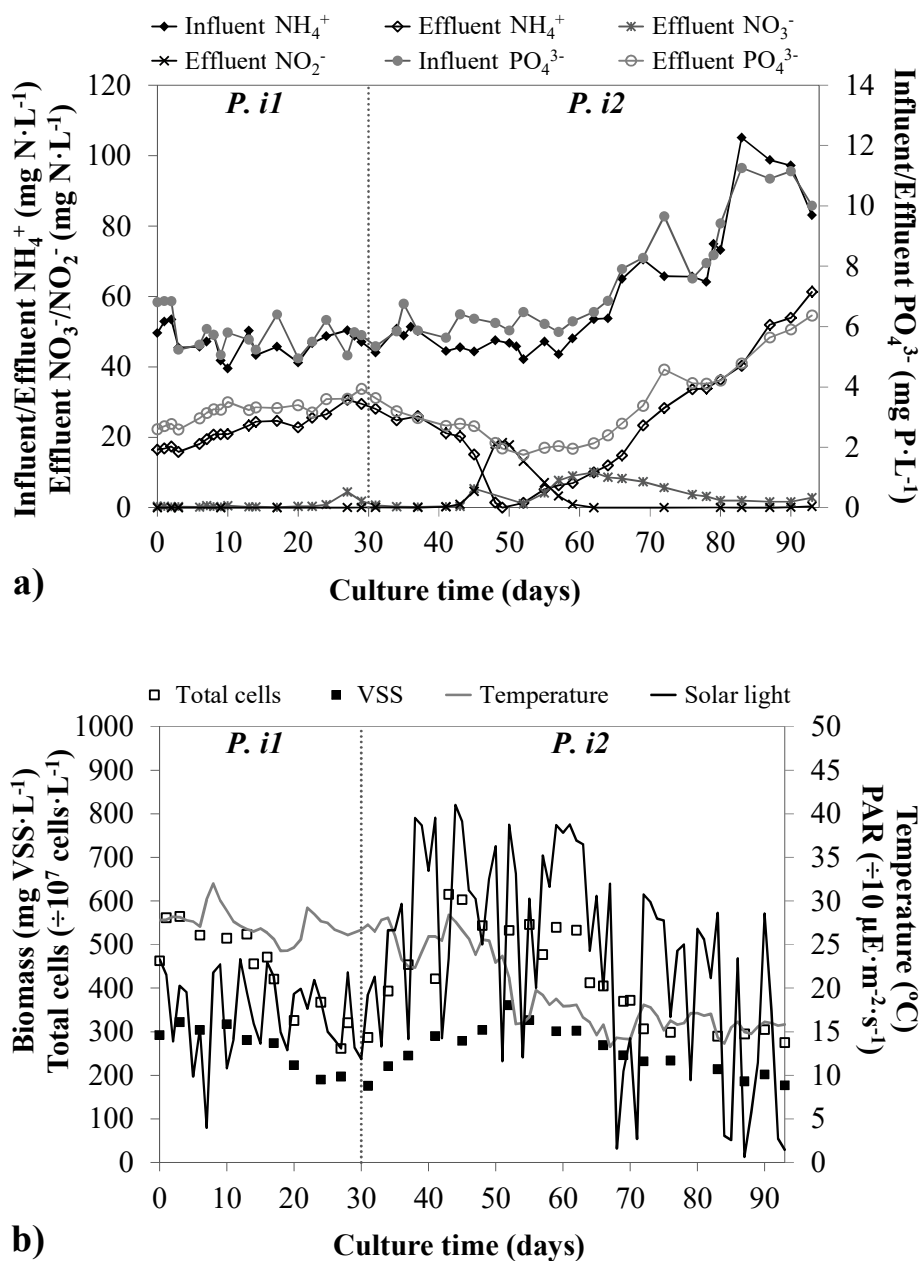 Influent NH₄⁺ Effluent NH₄⁺ Effluent NO₃⁻
Effluent NO₂⁻ Influent PO₄³⁻ Effluent PO₄³⁻
P. i1 P. i2
Influent/Effluent NH₄⁺ (mg N·L⁻¹)
Effluent NO₃⁻/NO₂⁻ (mg N·L⁻¹)
120
100
80
60
40
20
0
14
12
10
8
6
4
2
0
Influent/Effluent
Effluent PO₄³⁻ (mg P·L⁻¹)
0 10 20 30 40 50 60 70 80 90
Culture time (days)
a)
Total cells VSS Temperature Solar light
P. i1 P. i2
Biomass (mg VSS·L⁻¹)
Total cells (÷10⁷ cells·L⁻¹)
1000
900
800
700
600
500
400
300
200
100
0
50
45
40
35
30
25
20
15
10
5
0
Temperature (ºC)
PAR (÷10 µE·m⁻²·s⁻¹)
0 10 20 30 40 50 60 70 80 90
Culture time (days)
b)